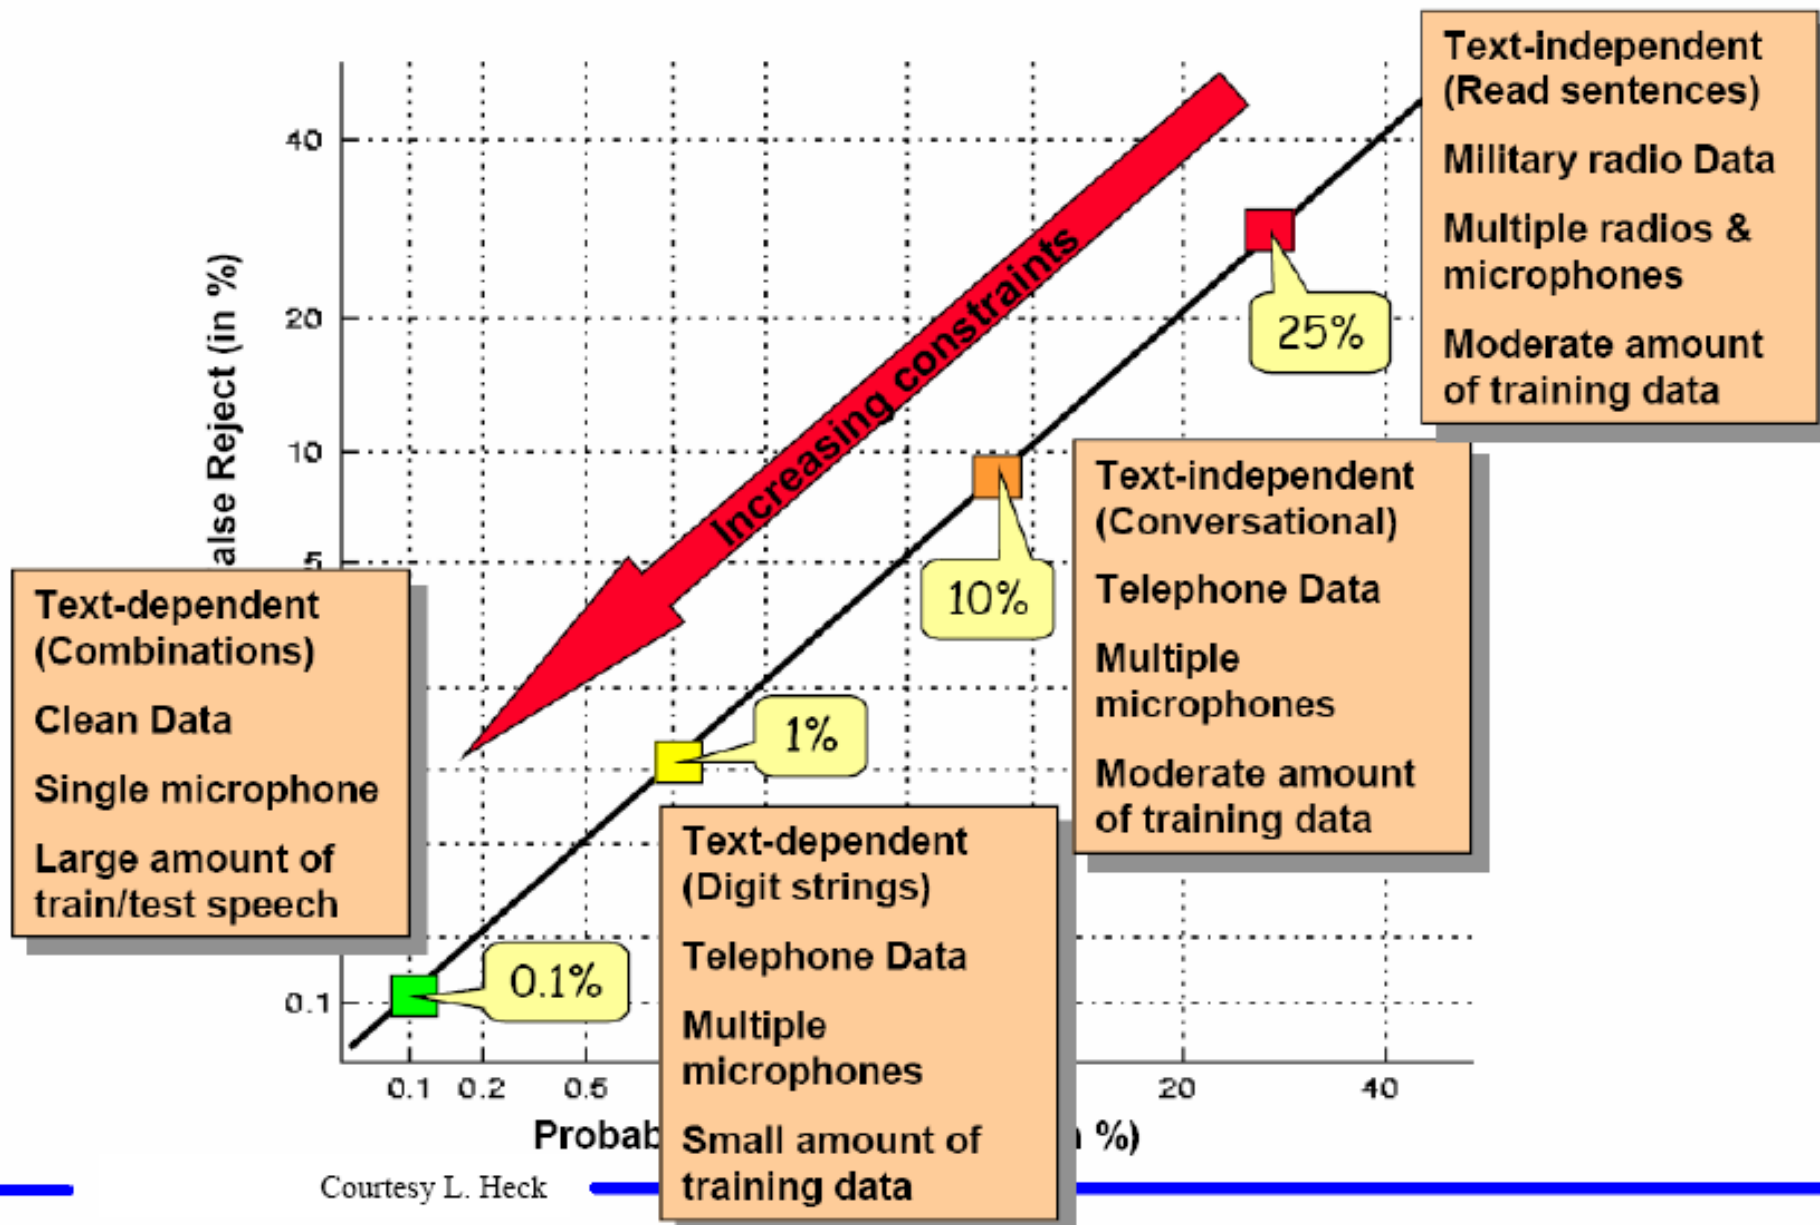 Text-independent
(Read sentences)
Military radio Data
Multiple radios &
microphones
Moderate amount
of training data
40
20
10
5
0.1
alse Reject (in %)
Increasing constraints
25%
10%
1%
0.1%
Text-independent
(Conversational)
Telephone Data
Multiple
microphones
Moderate amount
of training data
Text-dependent
(Combinations)
Clean Data
Single microphone
Large amount of
train/test speech
Text-dependent
(Digit strings)
Telephone Data
Multiple
microphones
Small amount of
training data
0.1 0.2 0.5 20 40
Probab %)
Courtesy L. Heck